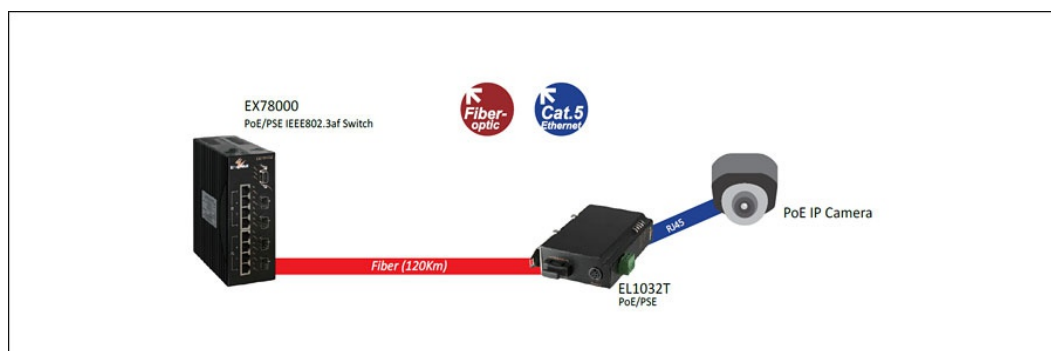 EX78000
PoE/PSE IEEE802.3af Switch
Fiber-
optic
Cat.5
Ethernet
PoE IP Camera
RJ45
Fiber (120Km)
EL1032T
PoE/PSE